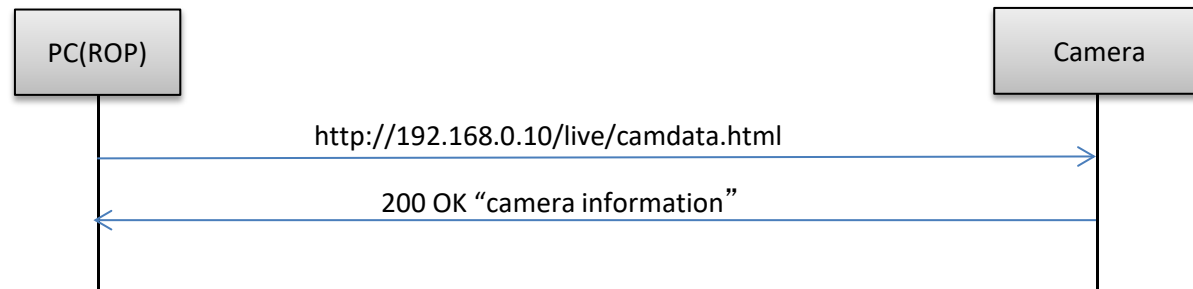 PC(ROP)
Camera
http://192.168.0.10/live/camdata.html
200 OK “camera information”